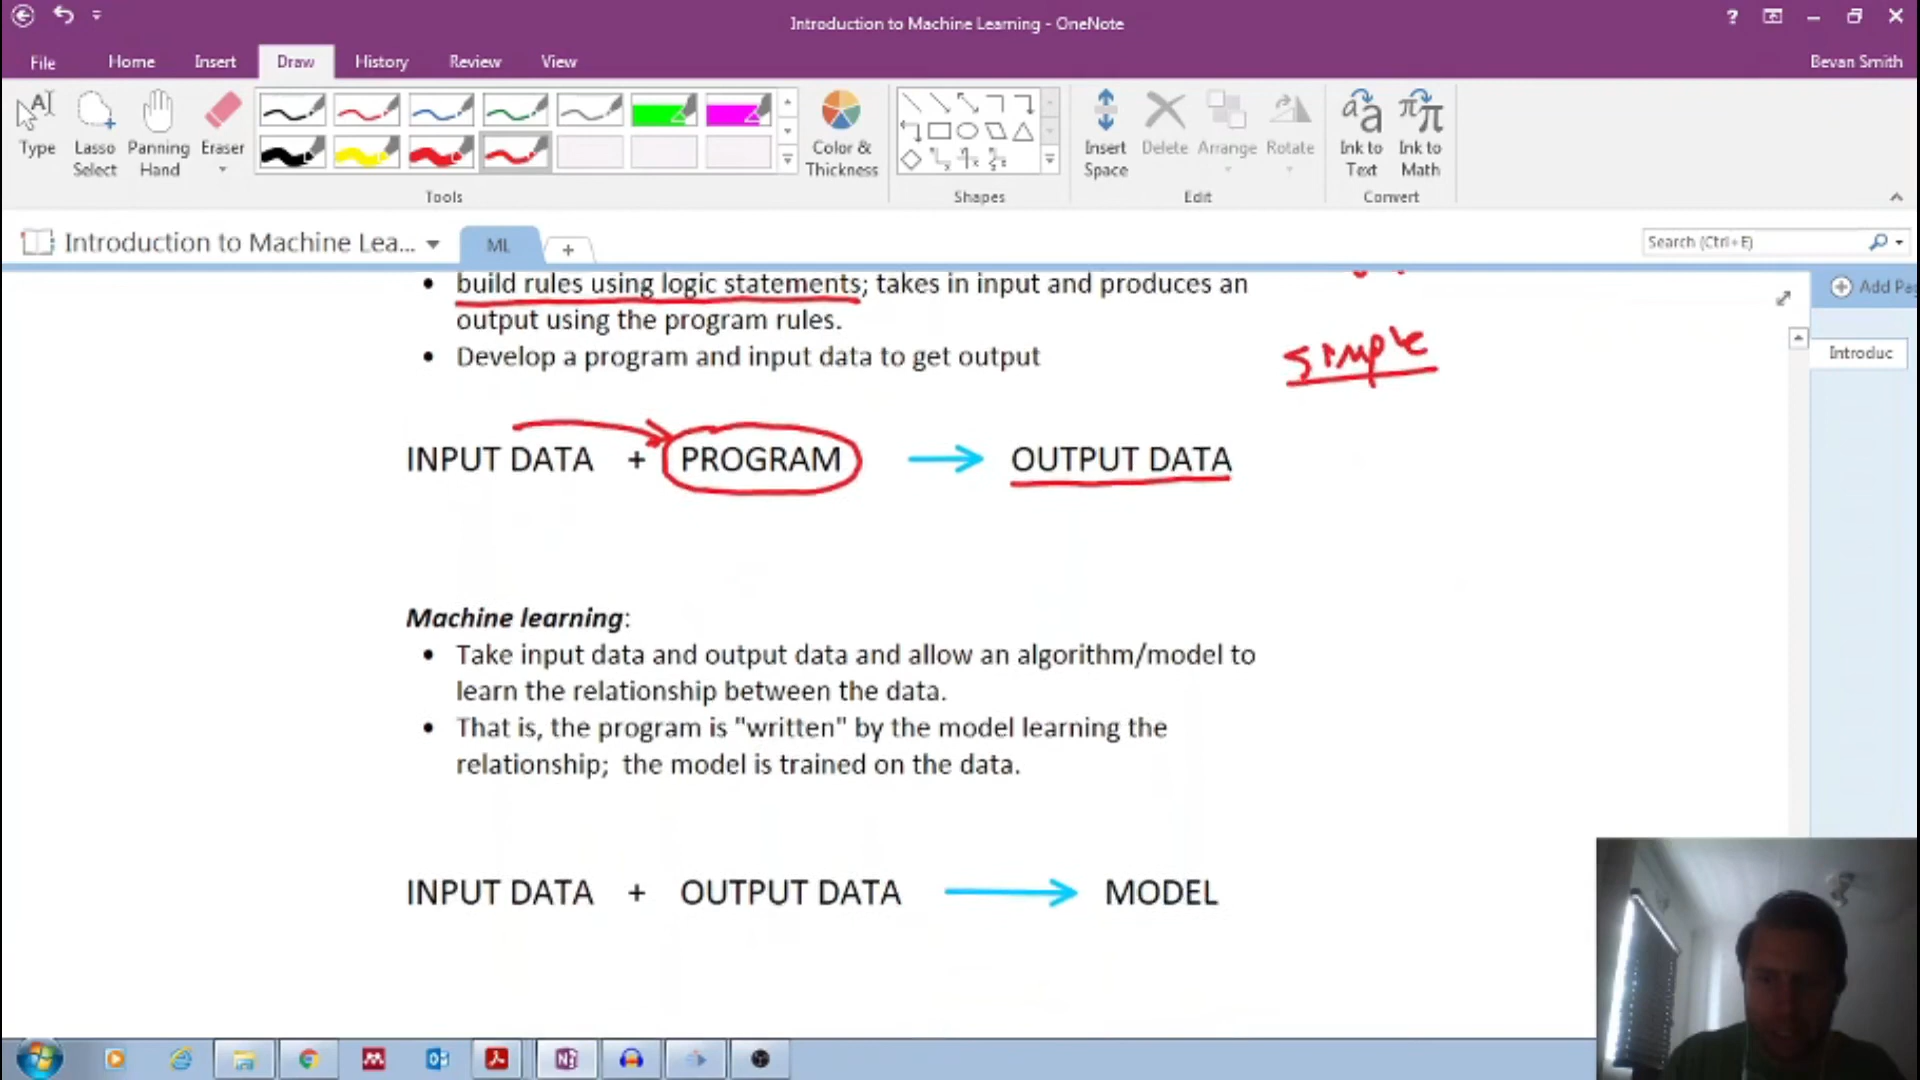 Introduction to Machine Learning - OneNote
File Home Insert Draw History Review View Bevan Smith
Type Lasso Select Panning Hand Eraser Color & Thickness Insert Space Delete Arrange Rotate Ink to Text Ink to Math
Tools Shapes Edit Convert
Introduction to Machine Lea... ML Search (Ctrl+E)
Add Pa
Introduc
• build rules using logic statements; takes in input and produces an
output using the program rules.
• Develop a program and input data to get output
simple
INPUT DATA + PROGRAM OUTPUT DATA
Machine learning:
• Take input data and output data and allow an algorithm/model to
learn the relationship between the data.
• That is, the program is "written" by the model learning the
relationship; the model is trained on the data.
INPUT DATA + OUTPUT DATA MODEL